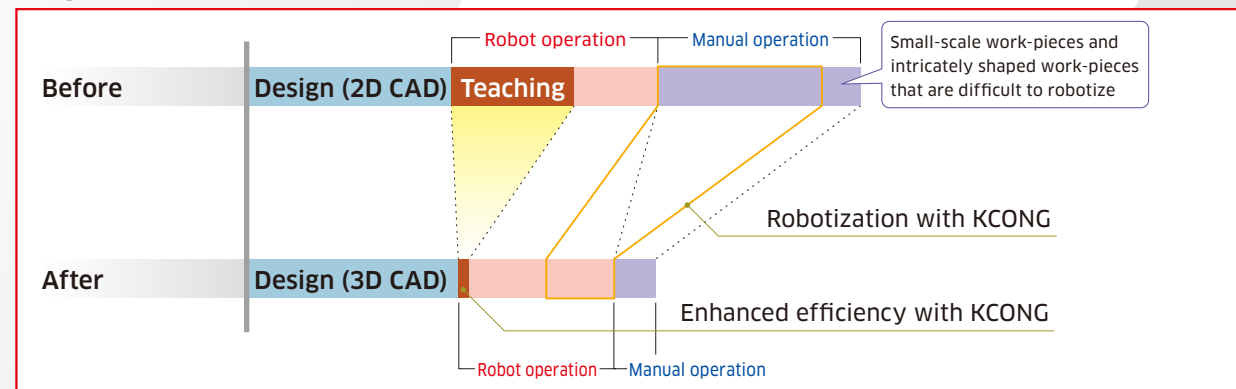 Robot operation
Manual operation
Small-scale work-pieces and
intricately shaped work-pieces
that are difficult to robotize
Before
Design (2D CAD)
Teaching
Robotization with KCONG
After
Design (3D CAD)
Enhanced efficiency with KCONG
Robot operation
Manual operation